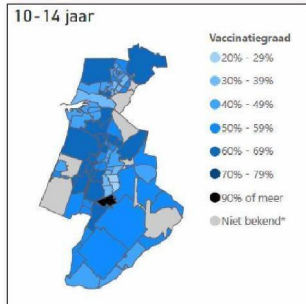 10-14 jaar
Vaccinatiegraad
20% - 29%
30% - 39%
40% - 49%
50% - 59%
60% - 69%
70% - 79%
90% of meer
Niet bekend*